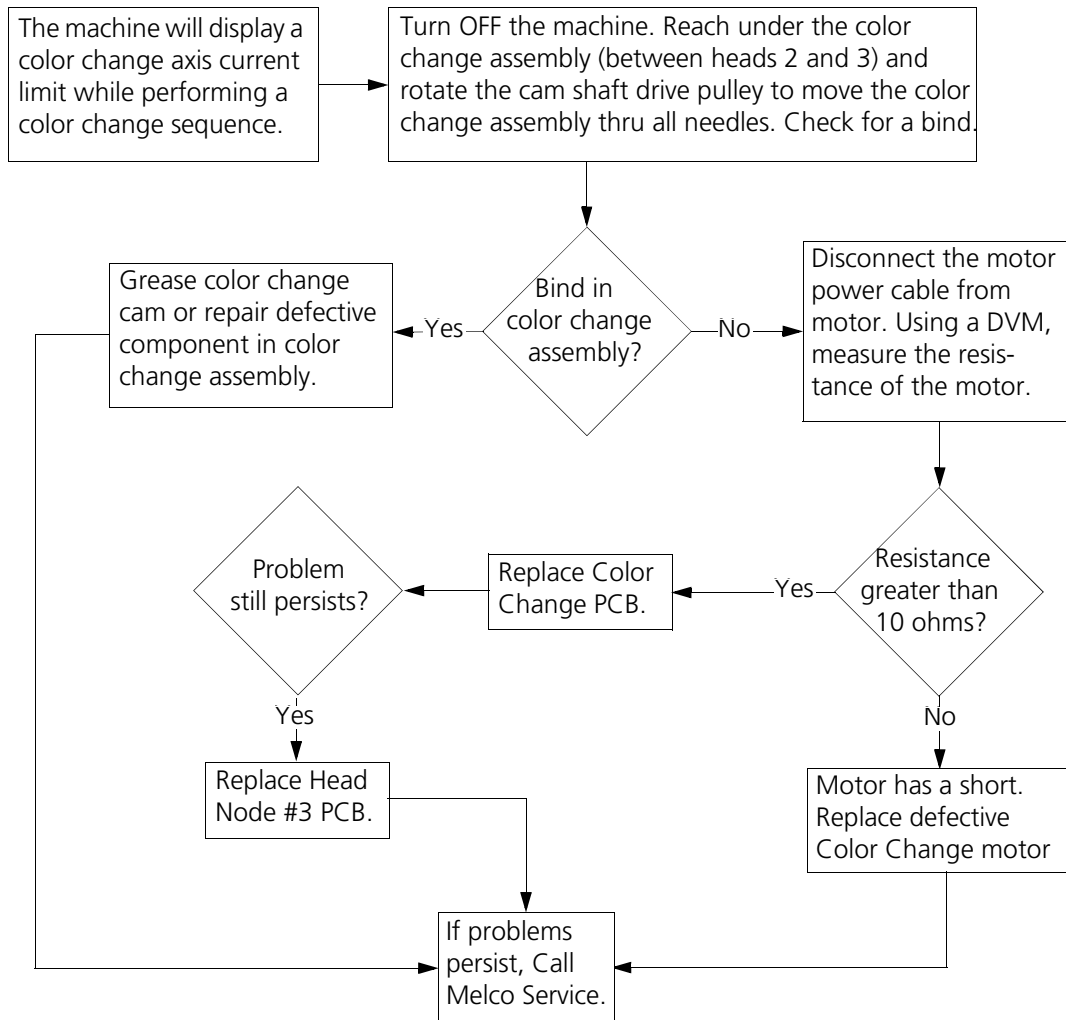 The machine will display a
color change axis current
limit while performing a
color change sequence.
Turn OFF the machine. Reach under the color
change assembly (between heads 2 and 3) and
rotate the cam shaft drive pulley to move the color
change assembly thru all needles. Check for a bind.
Grease color change
cam or repair defective
component in color
change assembly.
Yes
Bind in
color change
assembly?
No
Disconnect the motor
power cable from
motor. Using a DVM,
measure the resis-
tance of the motor.
Problem
still persists?
Replace Color
Change PCB.
Yes
Resistance
greater than
10 ohms?
Yes
No
Replace Head
Node #3 PCB.
Motor has a short.
Replace defective
Color Change motor
If problems
persist, Call
Melco Service.